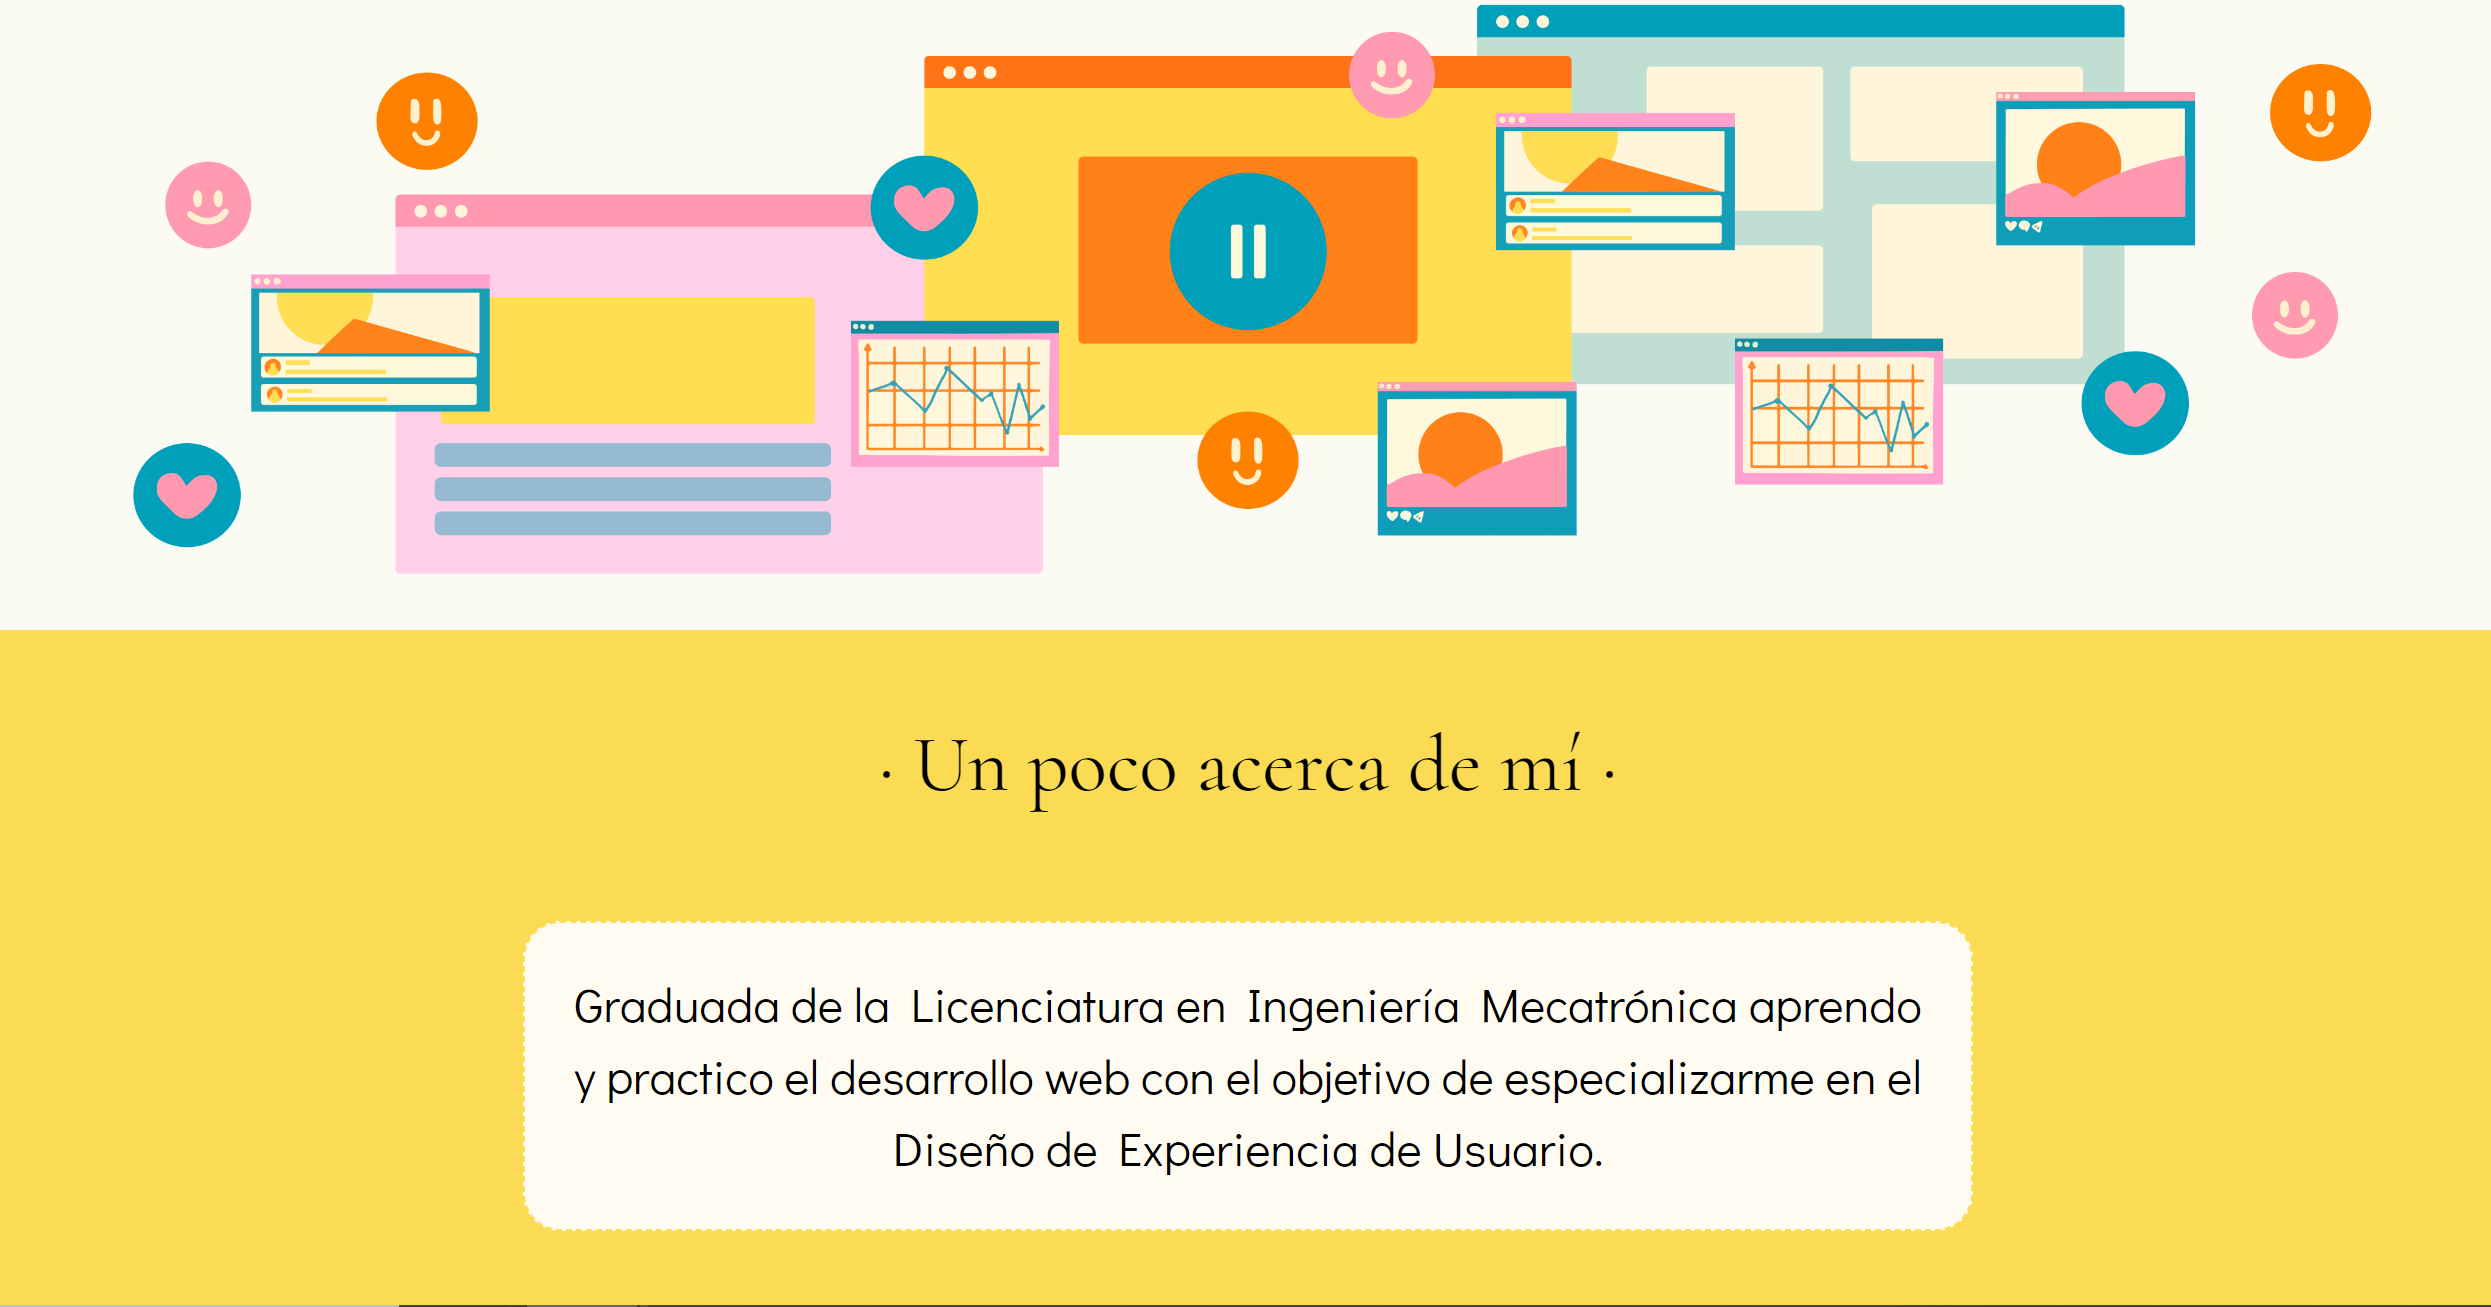 · Un poco acerca de mí ·
Graduada de la Licenciatura en Ingeniería Mecatrónica aprendo
y practico el desarrollo web con el objetivo de especializarme en el
Diseño de Experiencia de Usuario.